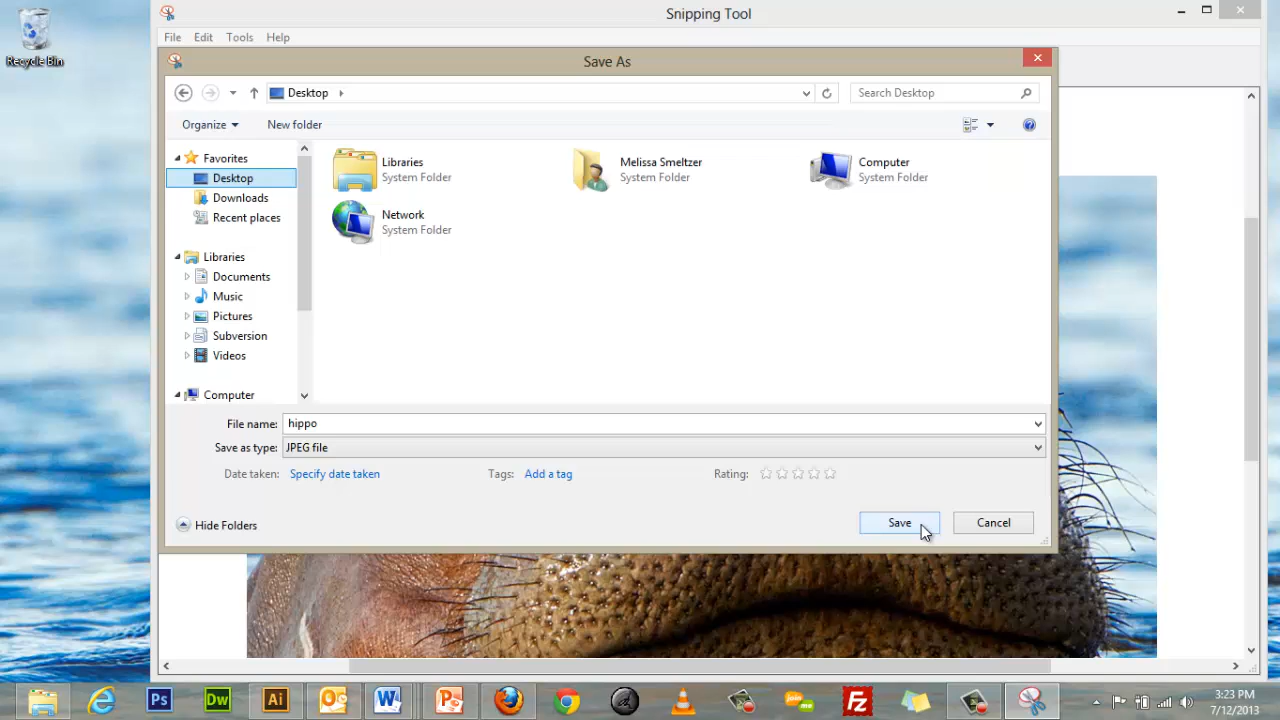 Snipping Tool
Recycle Bin
File Edit Tools Help
Save As
Desktop
Search Desktop
Organize New folder
Favorites
Desktop
Downloads
Recent places
Libraries
Documents
Music
Pictures
Subversion
Videos
Computer
Libraries
System Folder
Melissa Smeltzer
System Folder
Computer
System Folder
Network
System Folder
File name: hippo
Save as type: JPEG file
Date taken: Specify date taken Tags: Add a tag Rating:
Hide Folders Save Cancel
Ps Dw Ai
3:23 PM
7/12/2013